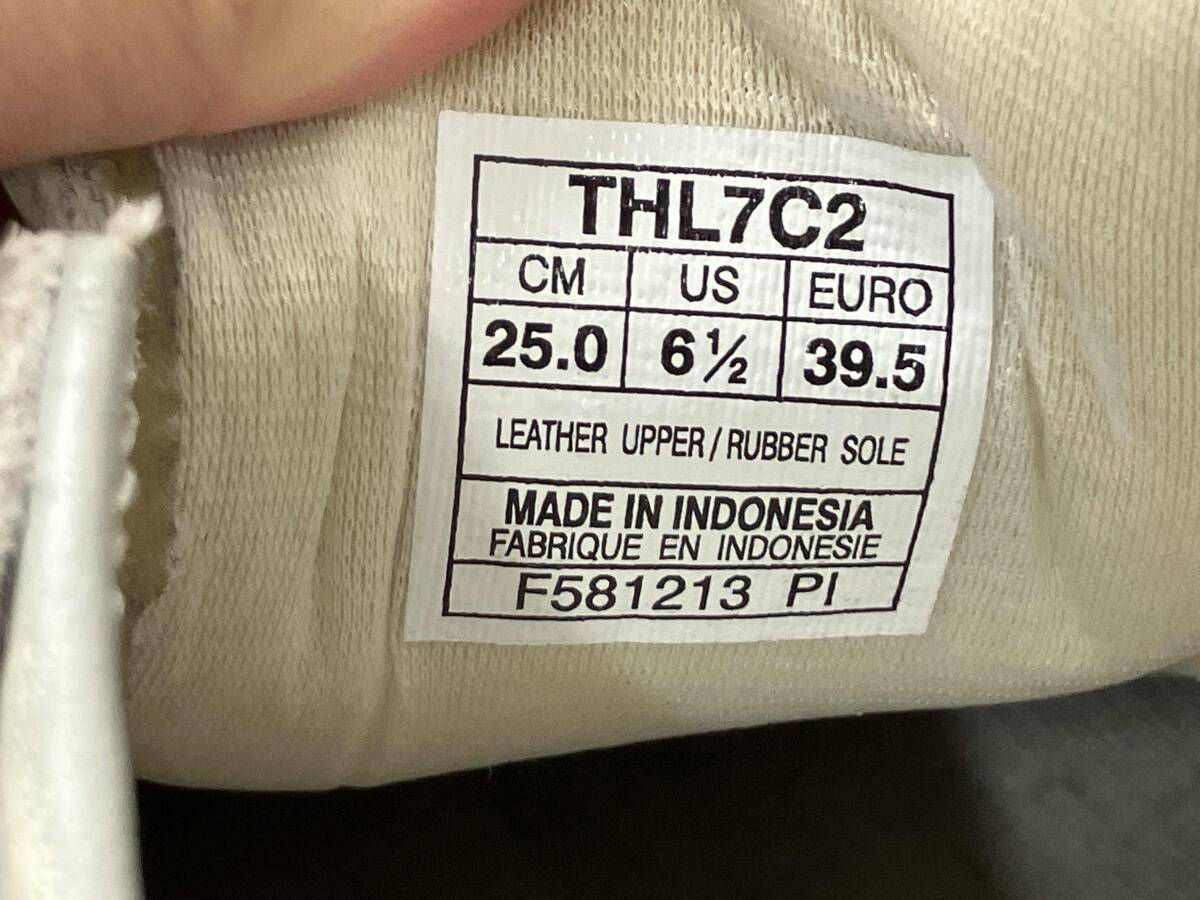 THL7C2
CM US EURO
25.0 6½ 39.5
LEATHER UPPER/RUBBER SOLE
MADE IN INDONESIA
FABRIQUE EN INDONESIE
F581213 PI